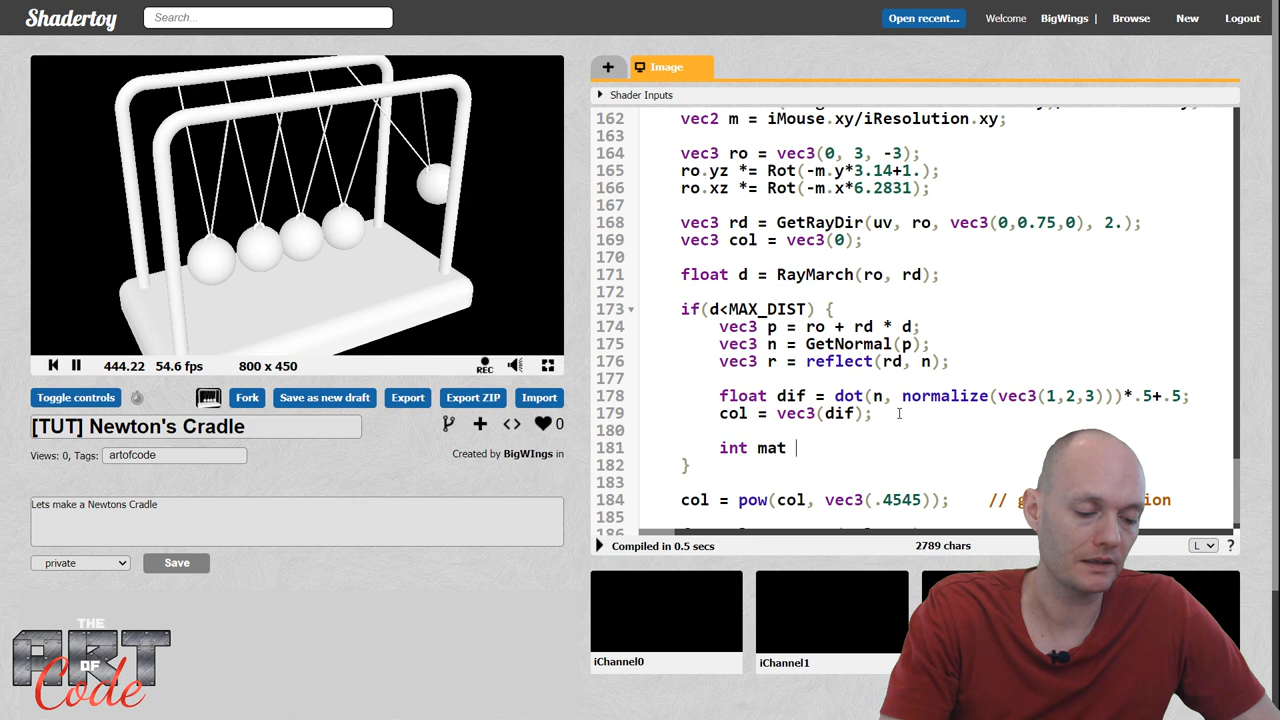 Shadertoy
Search...
Open recent...
Welcome
BigWings |
Browse
New
Logout
+
Image
Shader Inputs
162 vec2 m = iMouse.xy/iResolution.xy;
163
164 vec3 ro = vec3(0, 3, -3);
165 ro.yz *= Rot(-m.y*3.14+1.);
166 ro.xz *= Rot(-m.x*6.2831);
167
168 vec3 rd = GetRayDir(uv, ro, vec3(0,0.75,0), 2.);
169 vec3 col = vec3(0);
170
171 float d = RayMarch(ro, rd);
172
173 if(d<MAX_DIST) {
174 vec3 p = ro + rd * d;
175 vec3 n = GetNormal(p);
176 vec3 r = reflect(rd, n);
177
178 float dif = dot(n, normalize(vec3(1,2,3)))*.5+.5;
179 col = vec3(dif);
180
181 int mat
182 }
183
184 col = pow(col, vec3(.4545)); //
185
186
444.22 54.6 fps 800 x 450
REC
Toggle controls
Fork
Save as new draft
Export
Export ZIP
Import
[TUT] Newton's Cradle
0
Views: 0, Tags: artofcode
Created by BigWIngs in
Lets make a Newtons Cradle
private
Save
Compiled in 0.5 secs
2789 chars
L
?
iChannel0
iChannel1
THE
ART
OF
Code